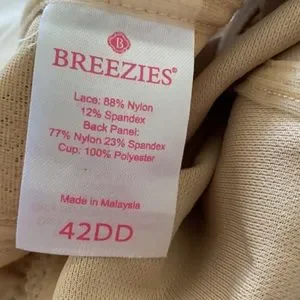 B
BREEZIES®
Lace: 88% Nylon
12% Spandex
Back Panel:
77% Nylon 23% Spandex
Cup: 100% Polyester
Made in Malaysia
42DD